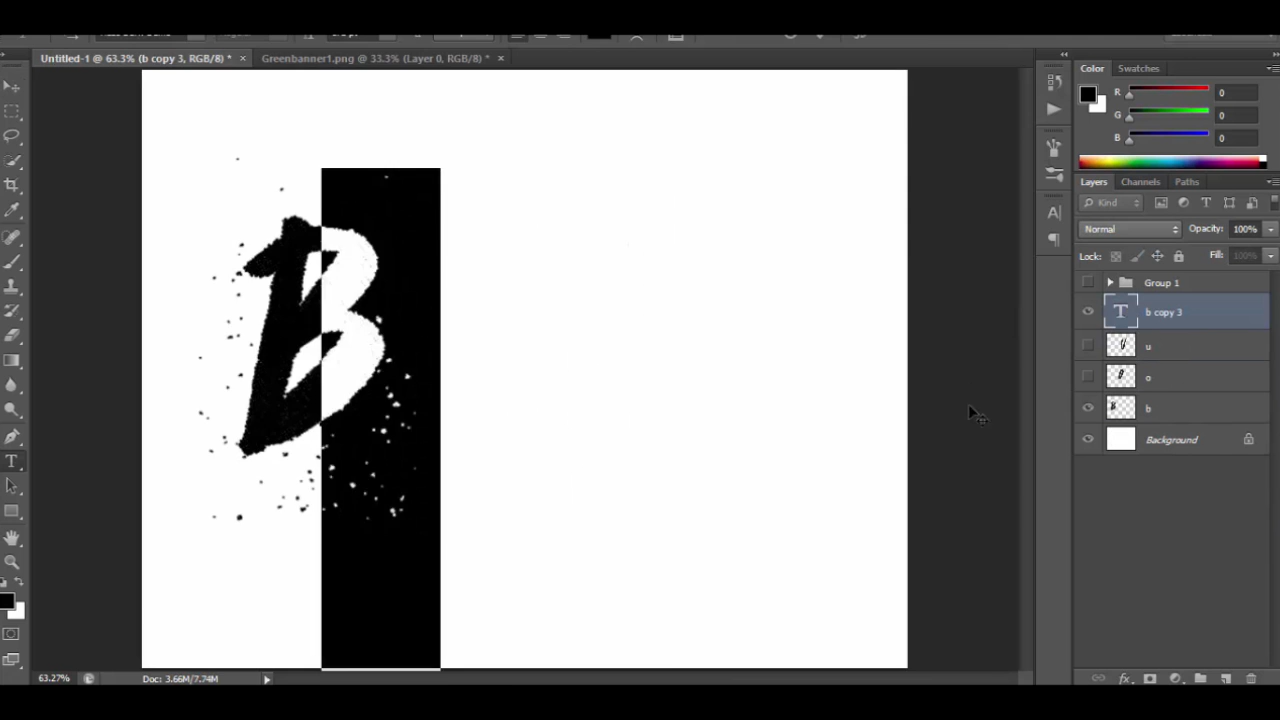 Untitled-1 @ 63.3% (b copy 3, RGB/8) * × Greenbanner1.png @ 33.3% (Layer 0, RGB/8) * ×
Color Swatches
R 0
G 0
B 0
Layers Channels Paths
Kind
Normal Opacity: 100%
Lock: Fill: 100%
Group 1
T b copy 3
u
o
b
Background
B
63.27% Doc: 3.66M/7.74M